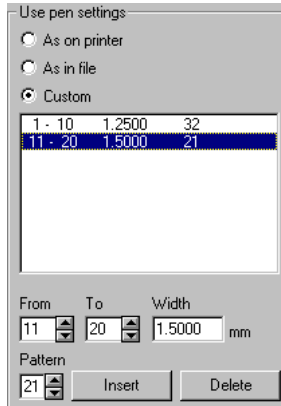 Use pen settings
As on printer
As in file
Custom
1 - 10 1.2500 32
11 - 20 1.5000 21
From To Width
11 20 1.5000 mm
Pattern
21 Insert Delete